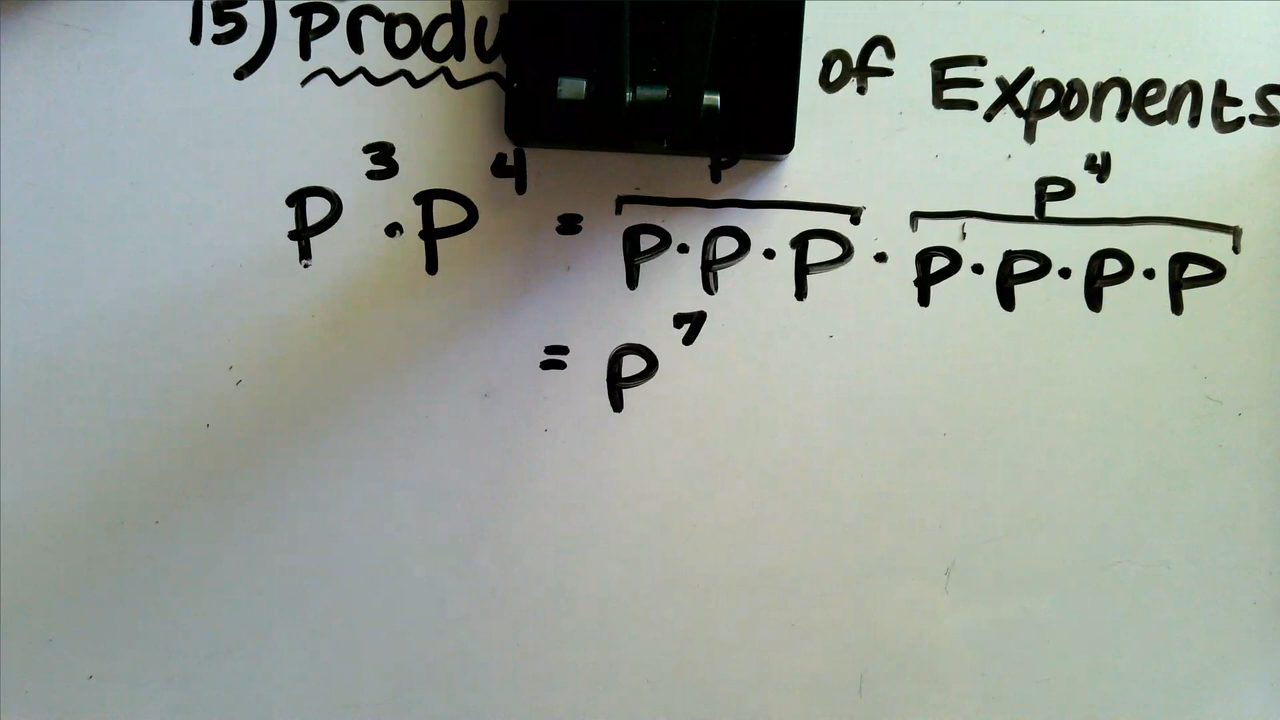 15) Produ of Exponents
P P⁴
P³ · P⁴ = P·P·P · P·P·P·P
= P⁷